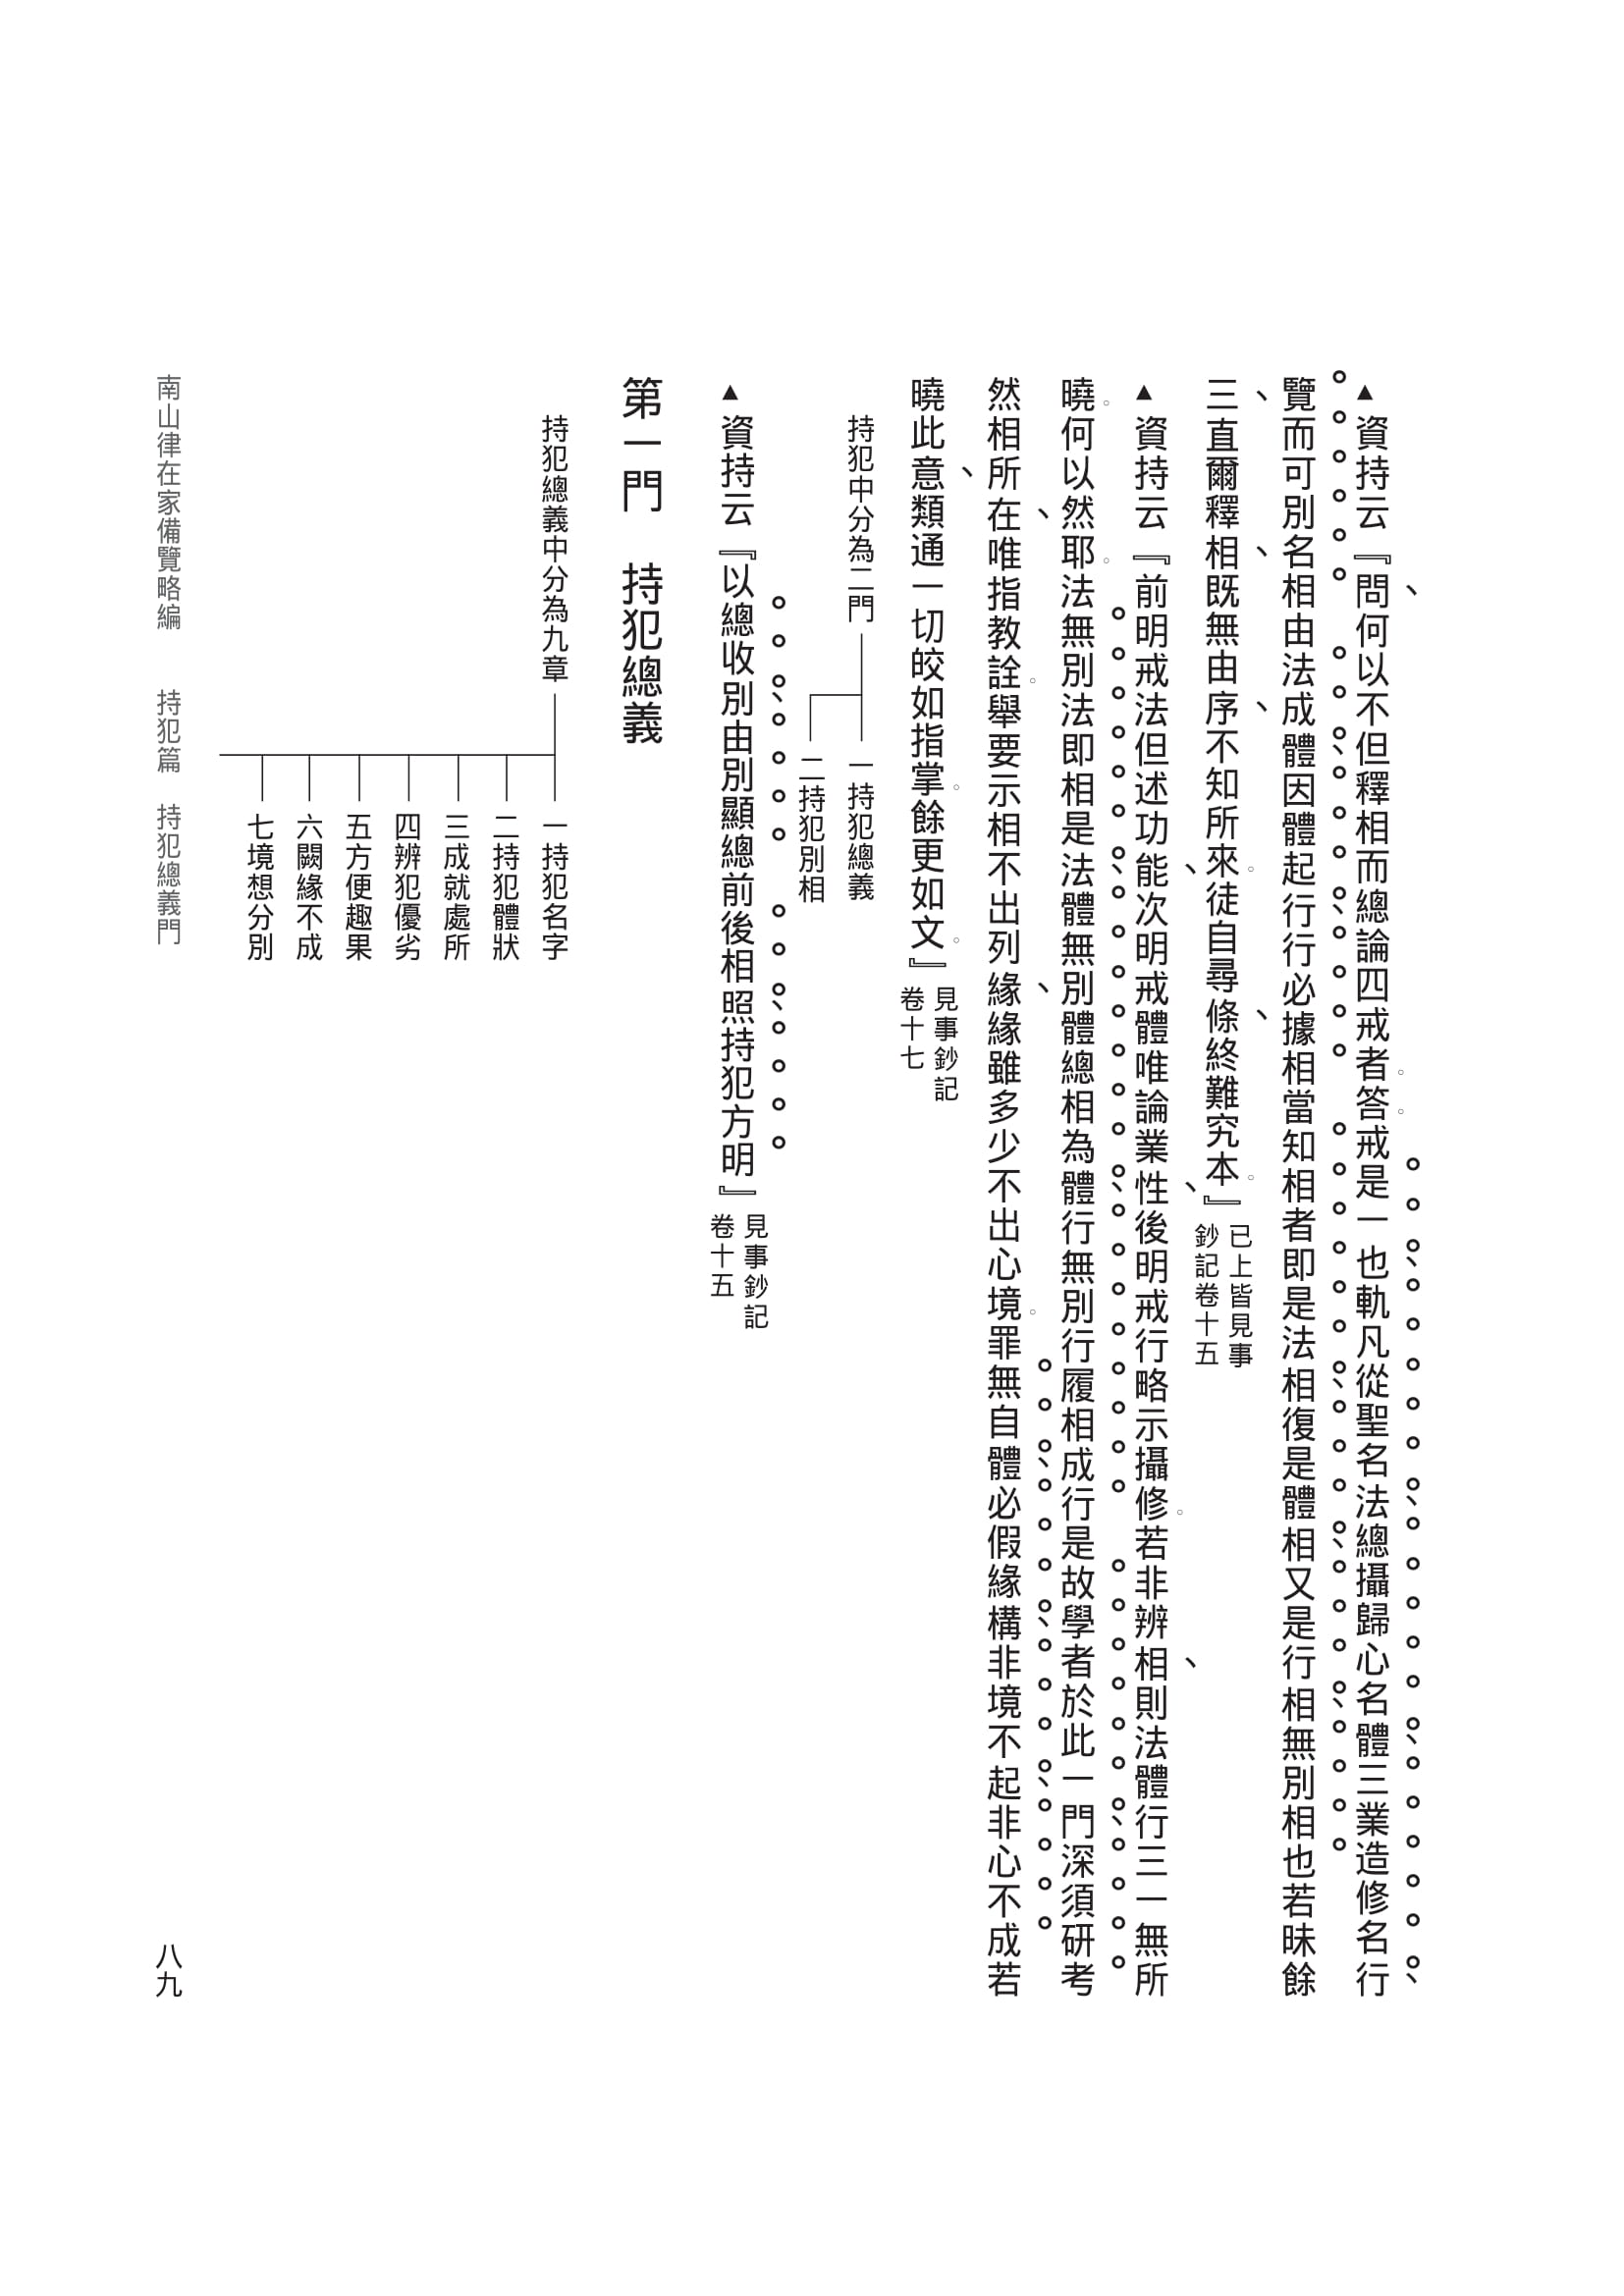 ▲資持云『問何以不但釋相而總論四戒者。答。戒是一也軌凡從聖名法總攝歸心名體三業造修名行
覽而可別名相由法成體因體起行行必據相當知相者即是法相復是體相又是行相無別相也若昧餘
三直爾釋相既無由序不知所來。徒自尋條終難究本。』已上皆見事鈔記卷十五
▲資持云『前明戒法但述功能次明戒體唯論業性後明戒行略示攝修。若非辨相則法體行三一無所
曉。何以然耶。法無別法即相是法體無別體總相為體行無別行履相成行是故學者於此一門深須研考
然相所在唯指教詮。舉要示相不出列緣緣雖多少不出心境。罪無自體必假緣構非境不起非心不成若
曉此意類通一切皎如指掌。餘更如文。』見事鈔記卷十七
持犯中分為二門
一持犯總義
二持犯別相
▲資持云『以總收別由別顯總前後相照持犯方明』見事鈔記卷十五
第一門　持犯總義
持犯總義中分為九章
一持犯名字
二持犯體狀
三成就處所
四辨犯優劣
五方便趣果
六闕緣不成
七境想分別
南山律在家備覽略編　持犯篇　持犯總義門
八九